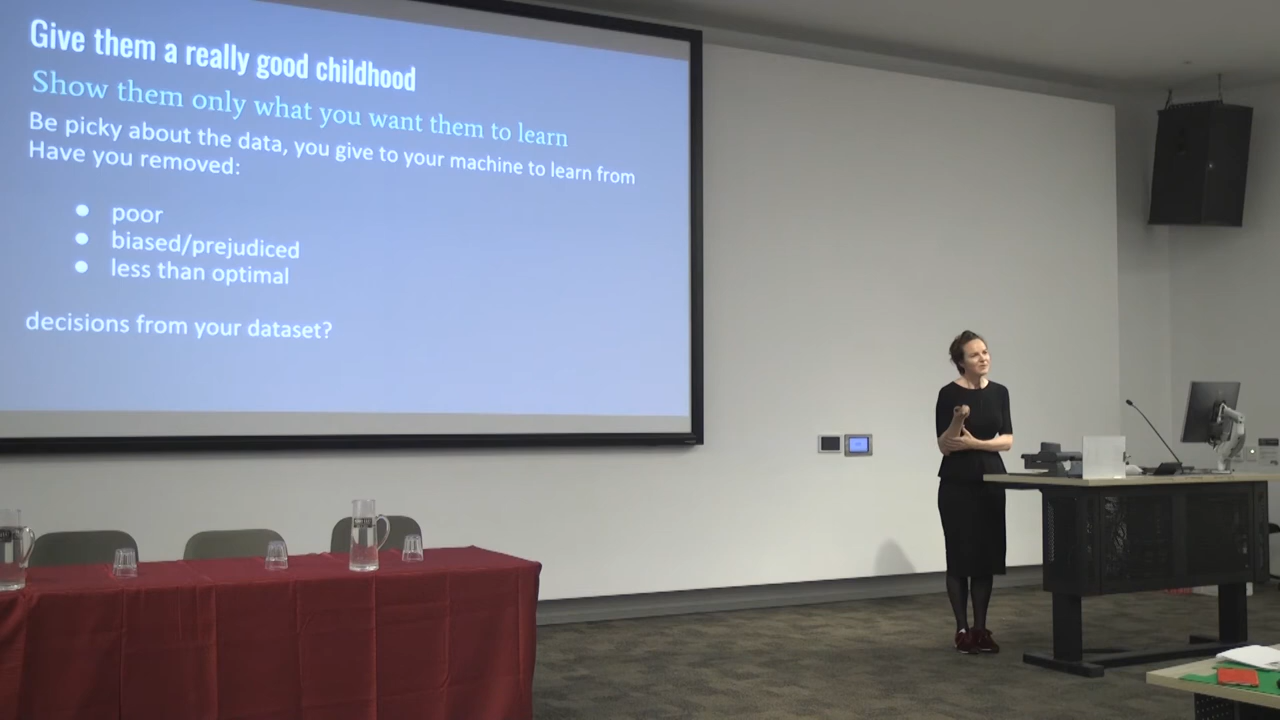 Give them a really good childhood
Show them only what you want them to learn
Be picky about the data, you give to your machine to learn from
Have you removed:
● poor
● biased/prejudiced
● less than optimal
decisions from your dataset?